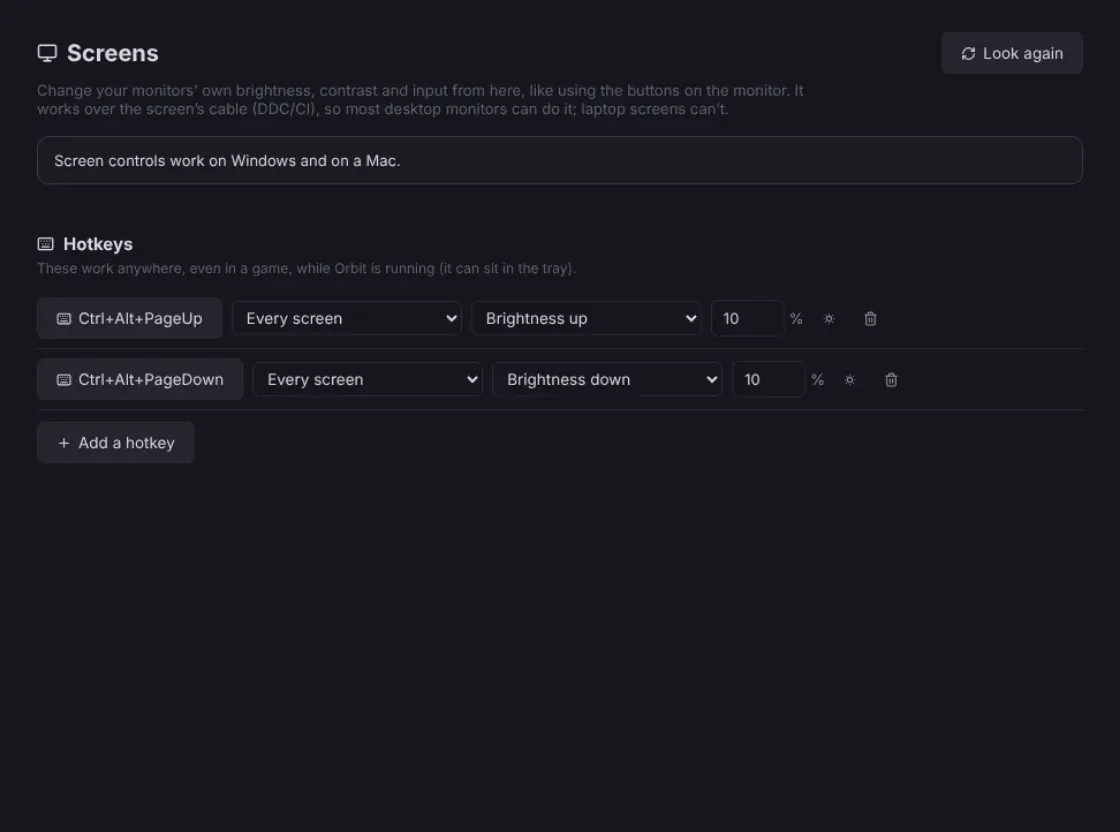 Screens
Look again
Change your monitors’ own brightness, contrast and input from here, like using the buttons on the monitor. It
works over the screen’s cable (DDC/CI), so most desktop monitors can do it; laptop screens can’t.
Screen controls work on Windows and on a Mac.
Hotkeys
These work anywhere, even in a game, while Orbit is running (it can sit in the tray).
Ctrl+Alt+PageUp Every screen Brightness up 10 %
Ctrl+Alt+PageDown Every screen Brightness down 10 %
+ Add a hotkey